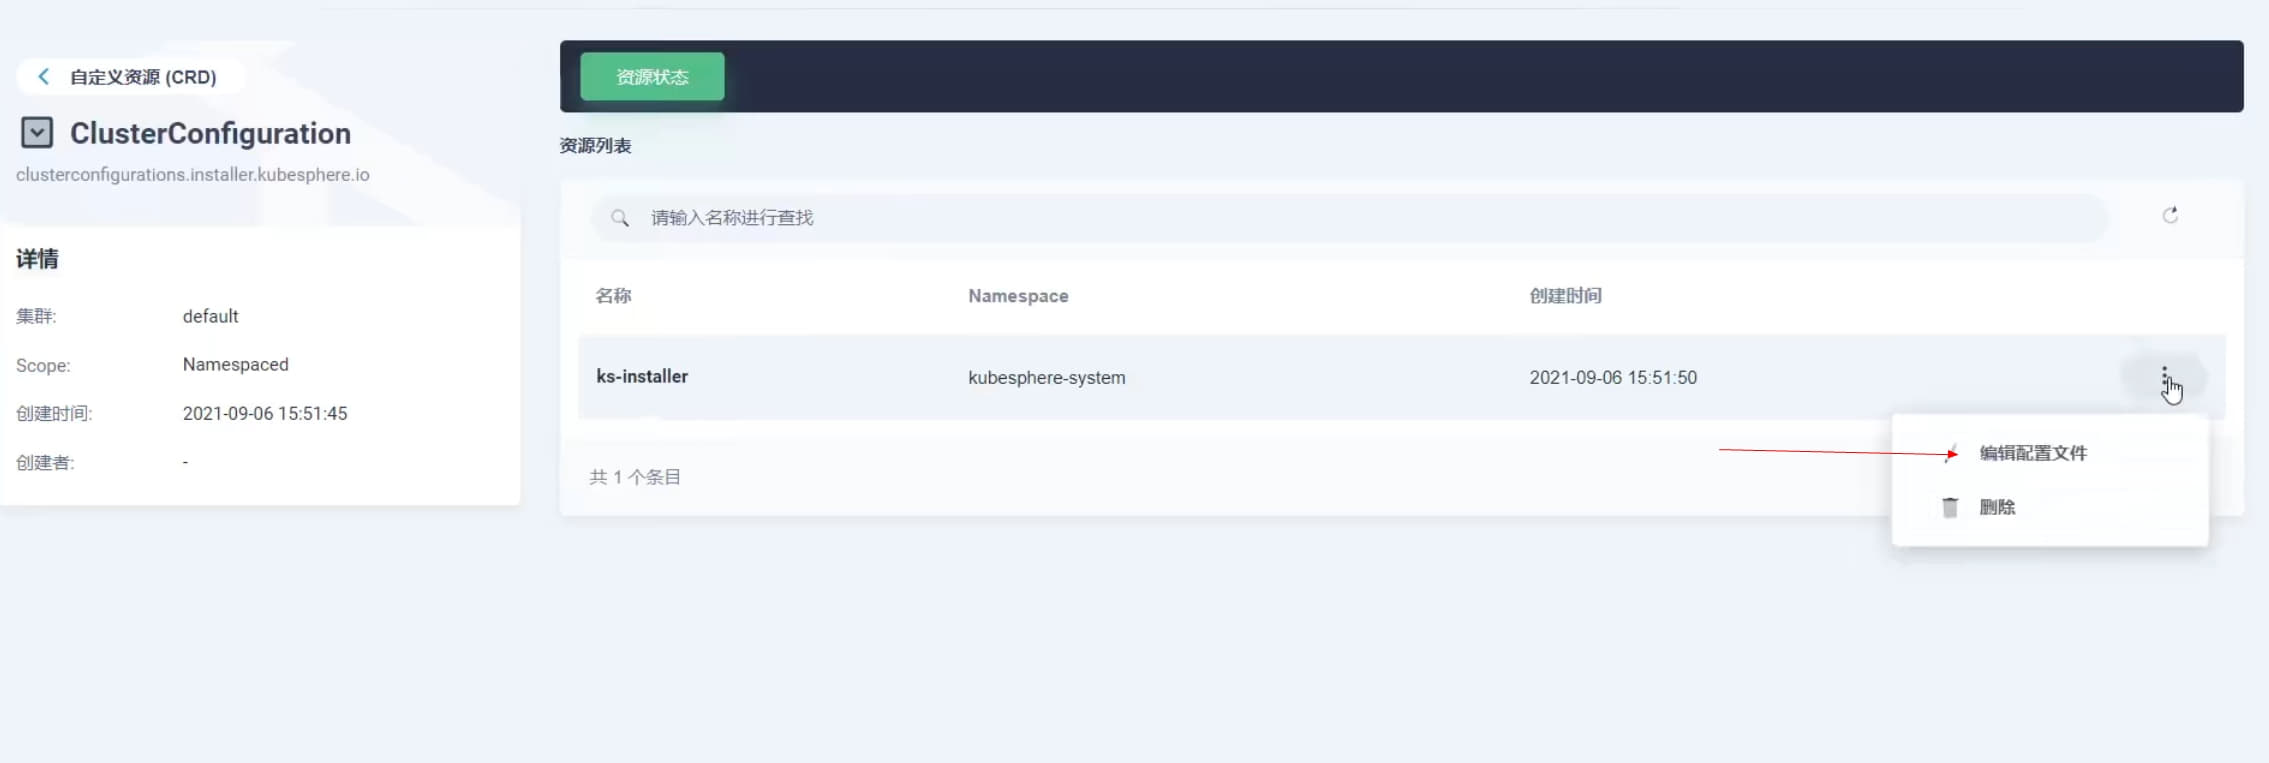 自定义资源 (CRD)
ClusterConfiguration
clusterconfigurations.installer.kubesphere.io
详情
集群: default
Scope: Namespaced
创建时间: 2021-09-06 15:51:45
创建者: -
资源状态
资源列表
请输入名称进行查找
名称 Namespace 创建时间
ks-installer kubesphere-system 2021-09-06 15:51:50
编辑配置文件
删除
共 1 个条目